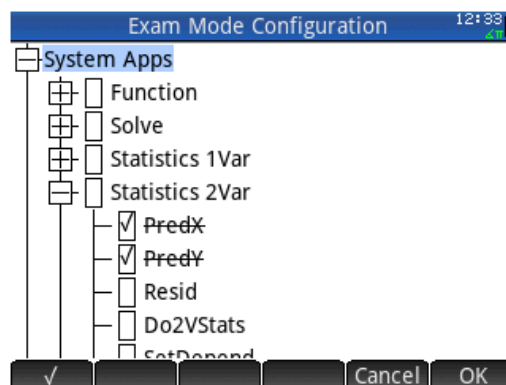 Exam Mode Configuration
12:33
∡π
System Apps
Function
Solve
Statistics 1Var
Statistics 2Var
PredX
PredY
Resid
Do2VStats
SetDepend
√ Cancel OK